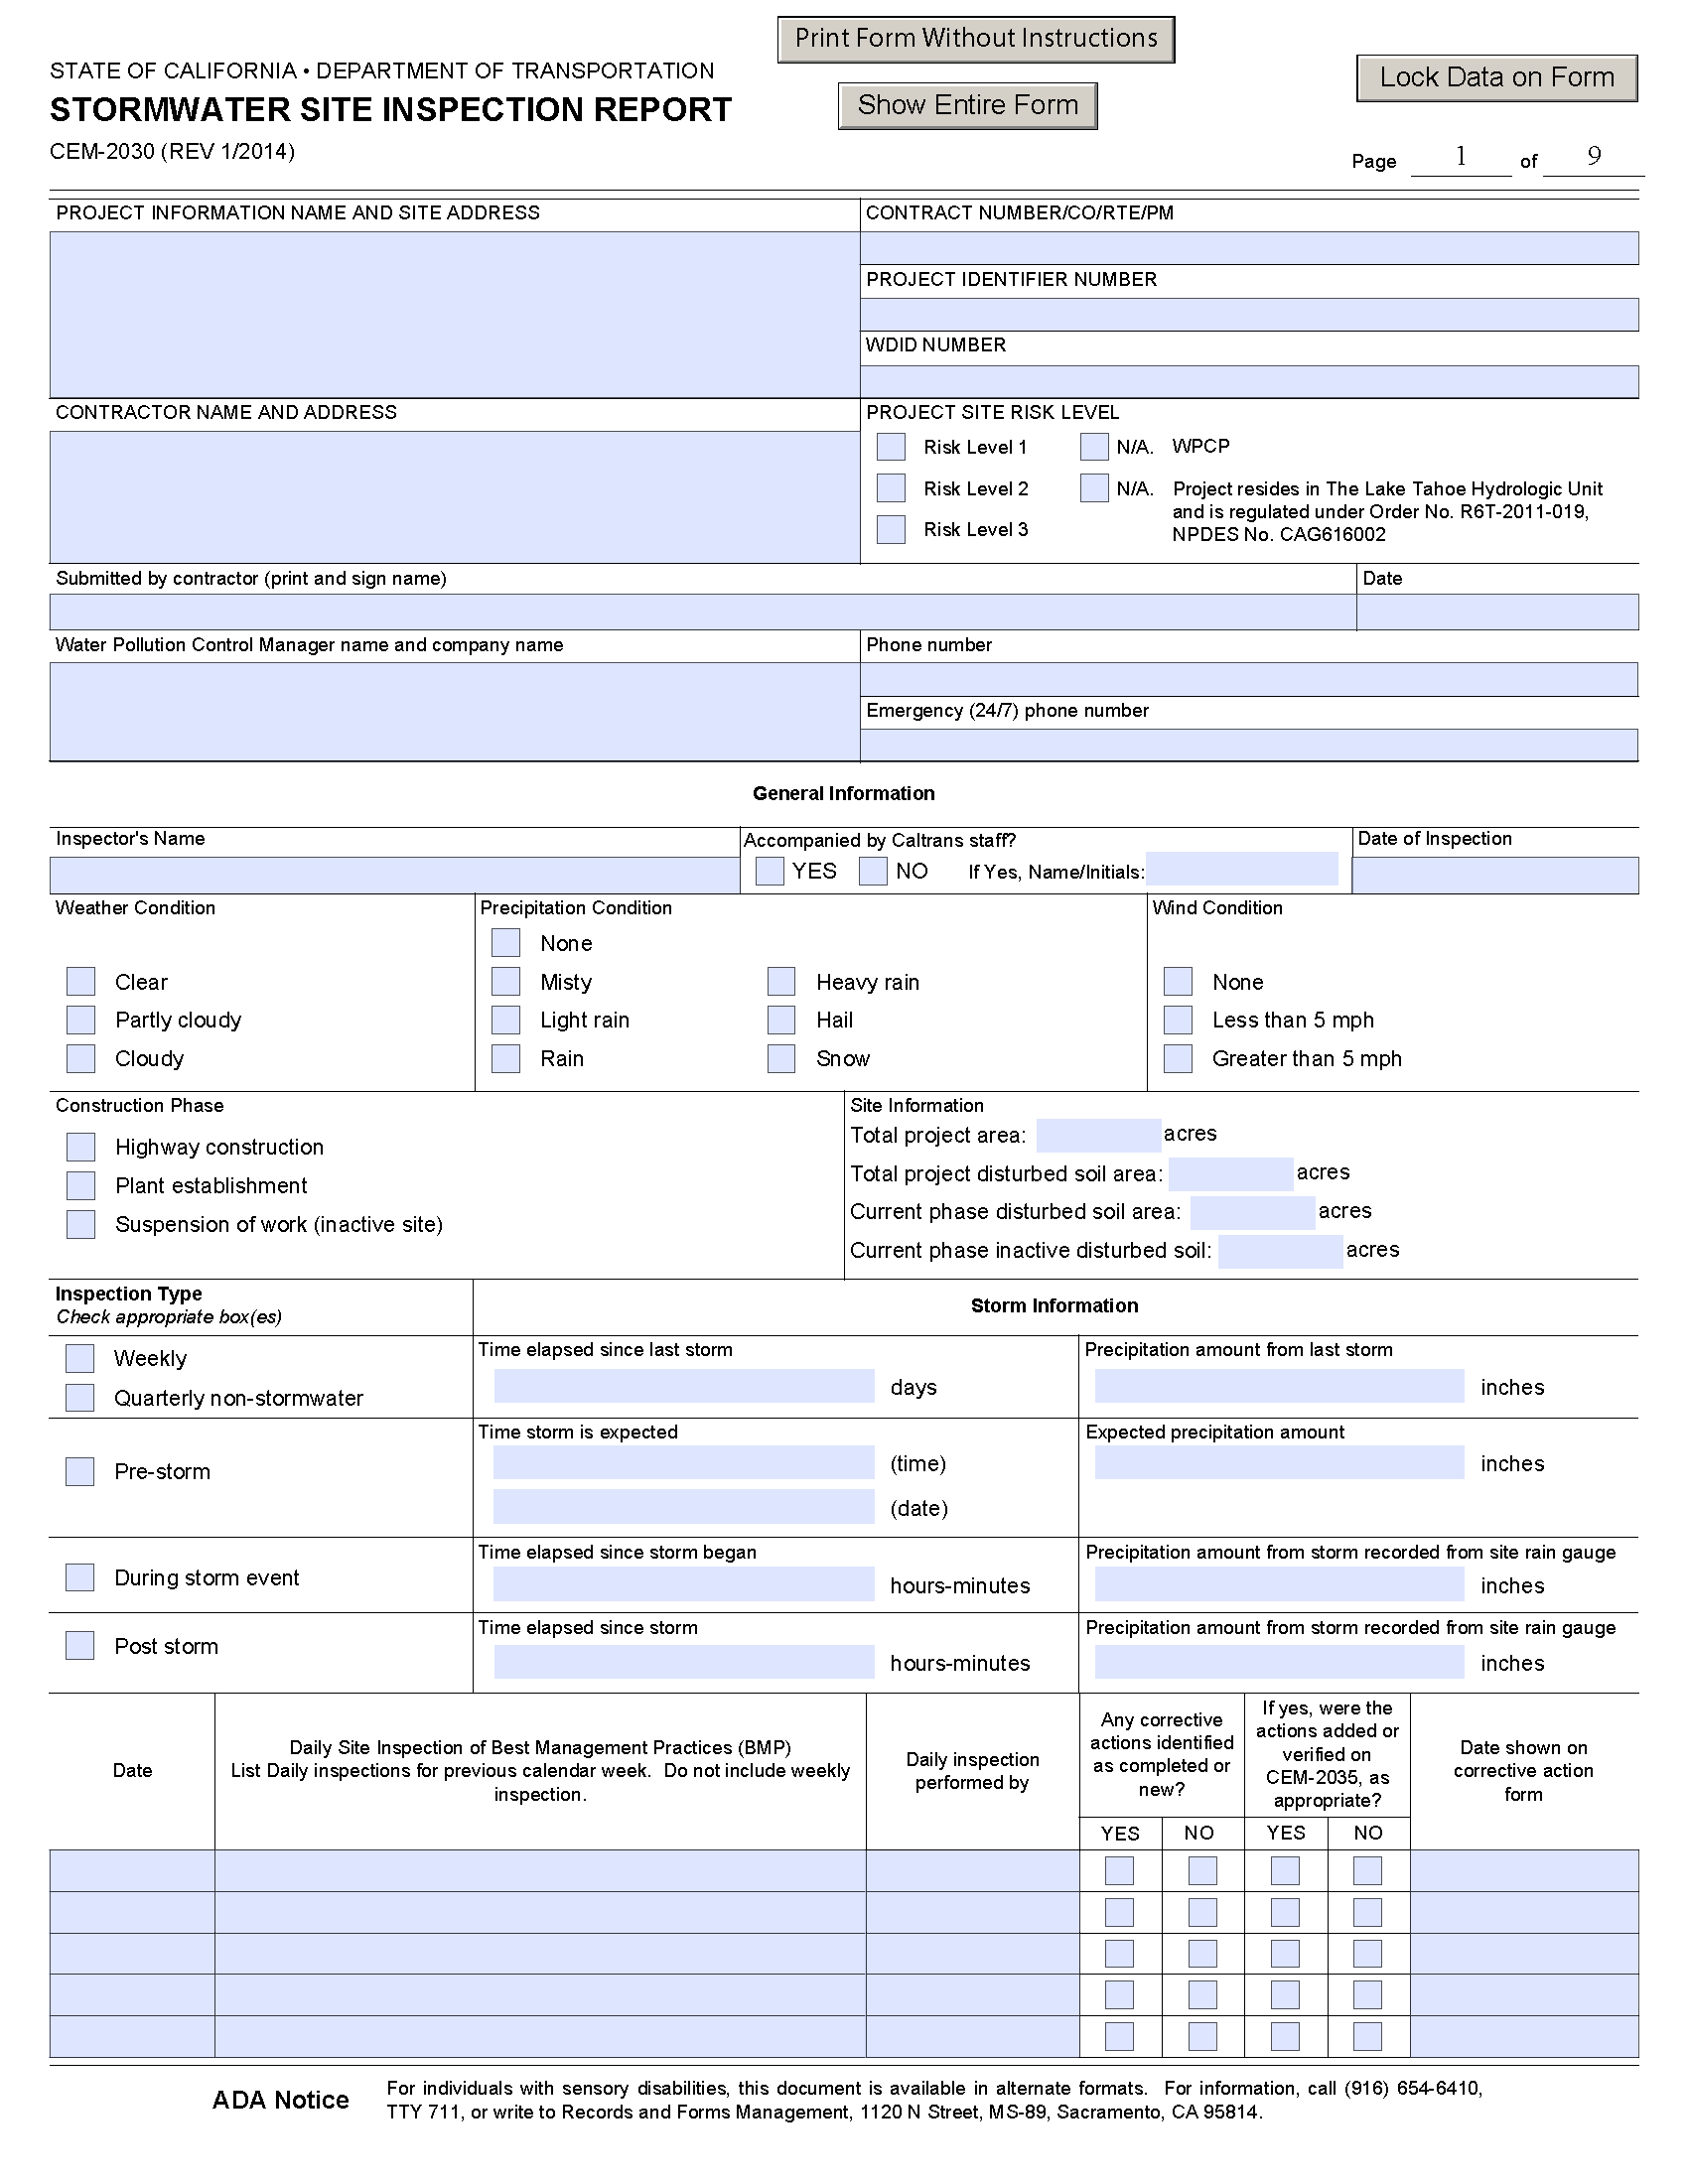 Print Form Without Instructions
Show Entire Form
Lock Data on Form
STATE OF CALIFORNIA • DEPARTMENT OF TRANSPORTATION
STORMWATER SITE INSPECTION REPORT
CEM-2030 (REV 1/2014)
Page 1 of 9
PROJECT INFORMATION NAME AND SITE ADDRESS
CONTRACT NUMBER/CO/RTE/PM
PROJECT IDENTIFIER NUMBER
WDID NUMBER
CONTRACTOR NAME AND ADDRESS
PROJECT SITE RISK LEVEL
Risk Level 1 N/A. WPCP
Risk Level 2 N/A. Project resides in The Lake Tahoe Hydrologic Unit
and is regulated under Order No. R6T-2011-019,
Risk Level 3 NPDES No. CAG616002
Submitted by contractor (print and sign name) Date
Water Pollution Control Manager name and company name Phone number
Emergency (24/7) phone number
General Information
Inspector's Name Accompanied by Caltrans staff? Date of Inspection
YES NO If Yes, Name/Initials:
Weather Condition
Clear
Partly cloudy
Cloudy
Precipitation Condition
None
Misty Heavy rain
Light rain Hail
Rain Snow
Wind Condition
None
Less than 5 mph
Greater than 5 mph
Construction Phase
Highway construction
Plant establishment
Suspension of work (inactive site)
Site Information
Total project area: acres
Total project disturbed soil area: acres
Current phase disturbed soil area: acres
Current phase inactive disturbed soil: acres
Inspection Type
Check appropriate box(es)
Storm Information
Weekly
Quarterly non-stormwater
Time elapsed since last storm
days
Precipitation amount from last storm
inches
Pre-storm
Time storm is expected
(time)
(date)
Expected precipitation amount
inches
During storm event
Time elapsed since storm began
hours-minutes
Precipitation amount from storm recorded from site rain gauge
inches
Post storm
Time elapsed since storm
hours-minutes
Precipitation amount from storm recorded from site rain gauge
inches
Date
Daily Site Inspection of Best Management Practices (BMP)
List Daily inspections for previous calendar week. Do not include weekly
inspection.
Daily inspection
performed by
Any corrective
actions identified
as completed or
new?
If yes, were the
actions added or
verified on
CEM-2035, as
appropriate?
Date shown on
corrective action
form
YES NO YES NO
ADA Notice
For individuals with sensory disabilities, this document is available in alternate formats. For information, call (916) 654-6410,
TTY 711, or write to Records and Forms Management, 1120 N Street, MS-89, Sacramento, CA 95814.